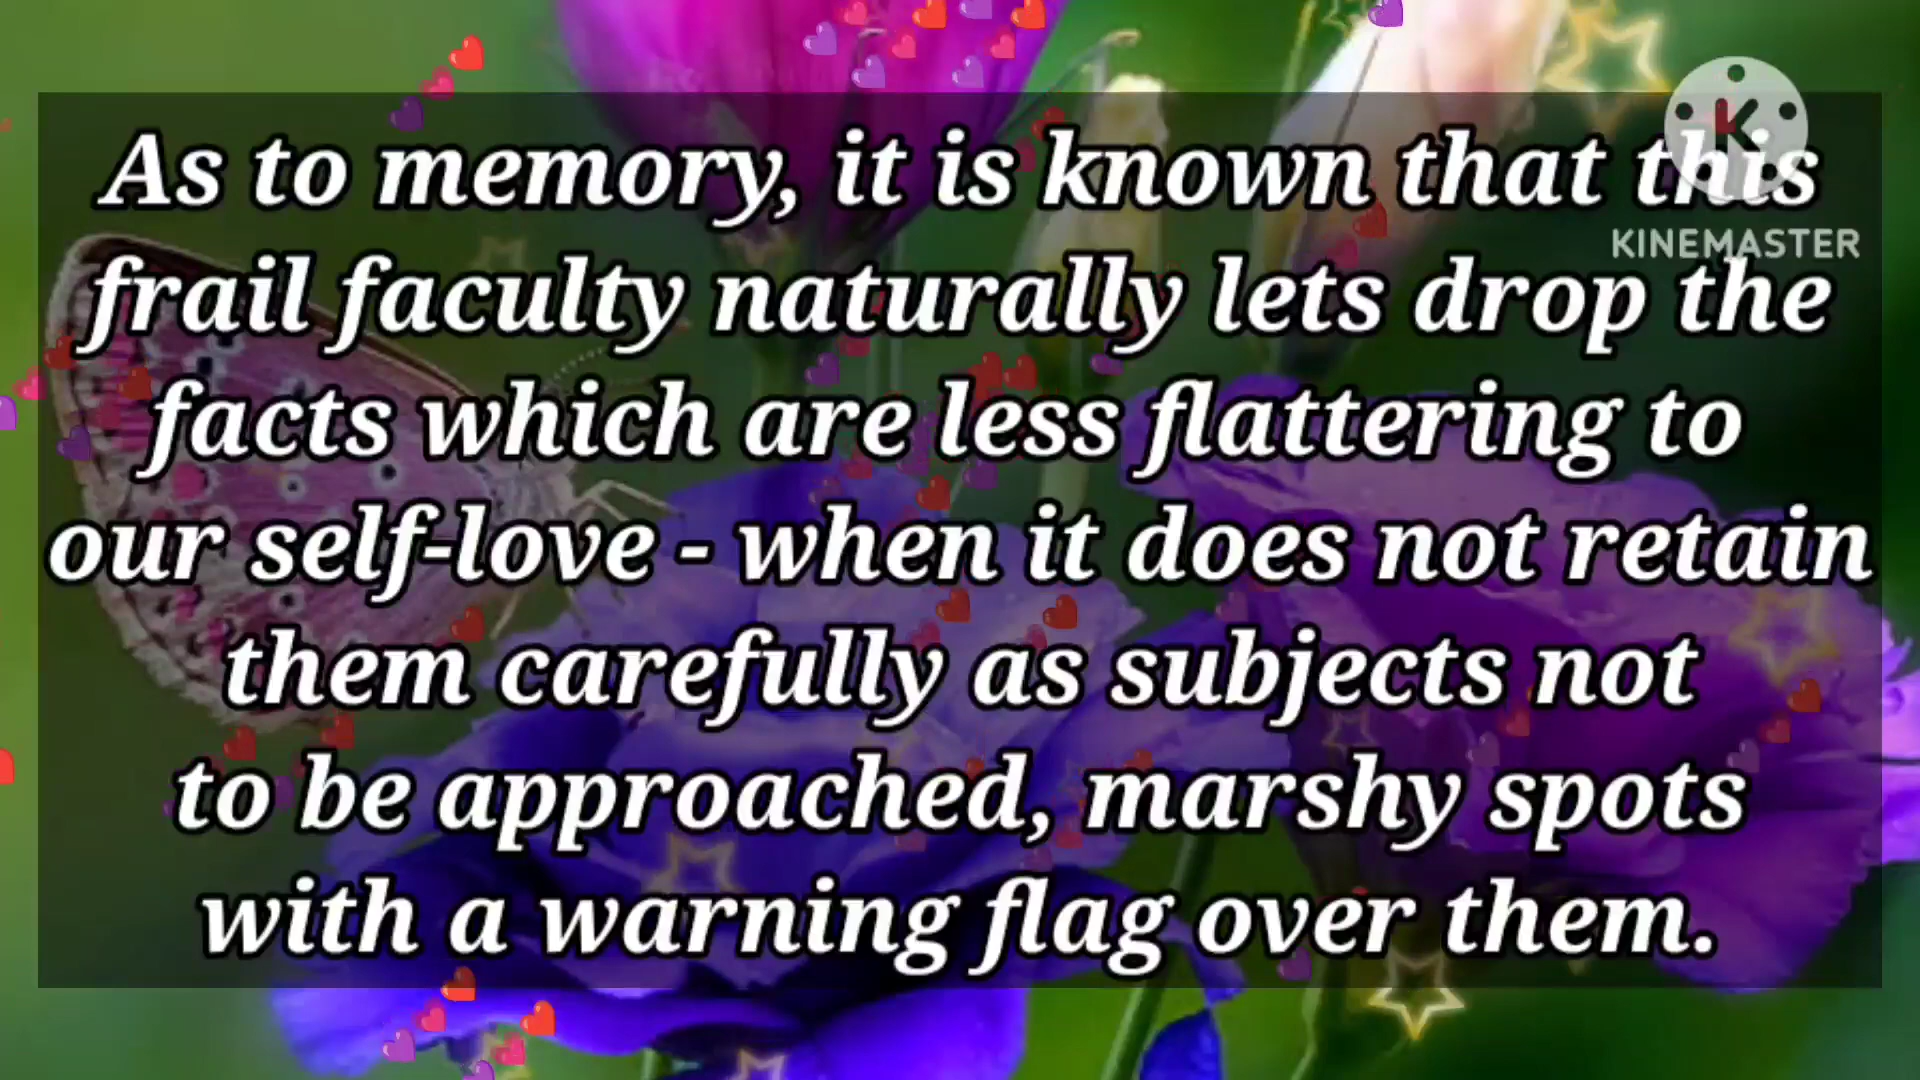 As to memory, it is known that this
KINEMASTER
frail faculty naturally lets drop the
facts which are less flattering to
our self-love - when it does not retain
them carefully as subjects not
to be approached, marshy spots
with a warning flag over them.